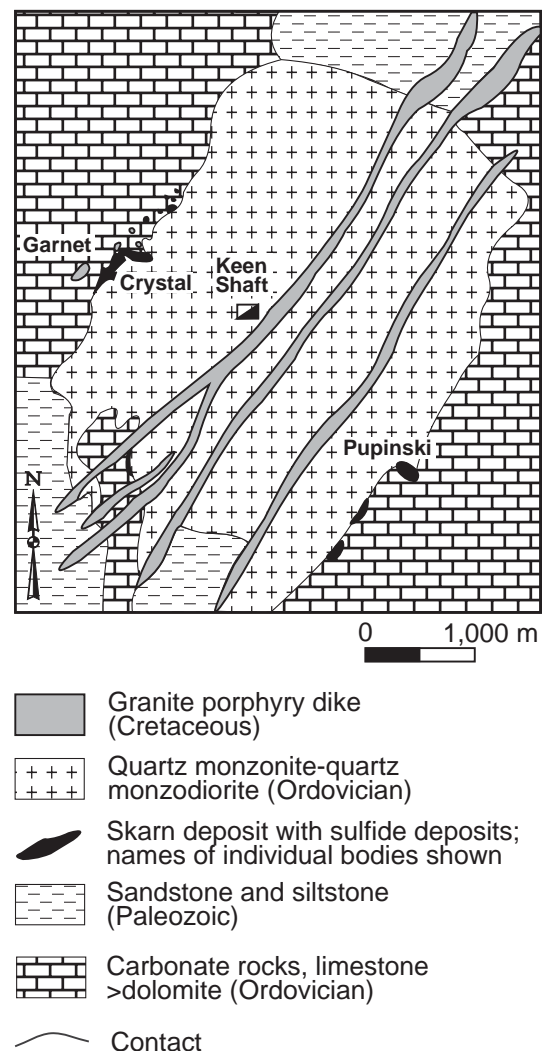 Garnet
Crystal
Keen
Shaft
Pupinski
N
0 1,000 m
Granite porphyry dike
(Cretaceous)
Quartz monzonite-quartz
monzodiorite (Ordovician)
Skarn deposit with sulfide deposits;
names of individual bodies shown
Sandstone and siltstone
(Paleozoic)
Carbonate rocks, limestone
>dolomite (Ordovician)
Contact